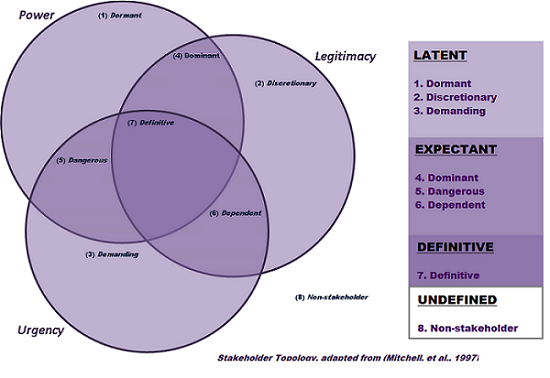 Power
(1) Dormant
(4) Dominant
Legitimacy
(2) Discretionary
(7) Definitive
(5) Dangerous
(6) Dependent
(3) Demanding
(8) Non-stakeholder
Urgency
LATENT
1. Dormant
2. Discretionary
3. Demanding
EXPECTANT
4. Dominant
5. Dangerous
6. Dependent
DEFINITIVE
7. Definitive
UNDEFINED
8. Non-stakeholder
Stakeholder Topology, adapted from (Mitchell, et al., 1997)